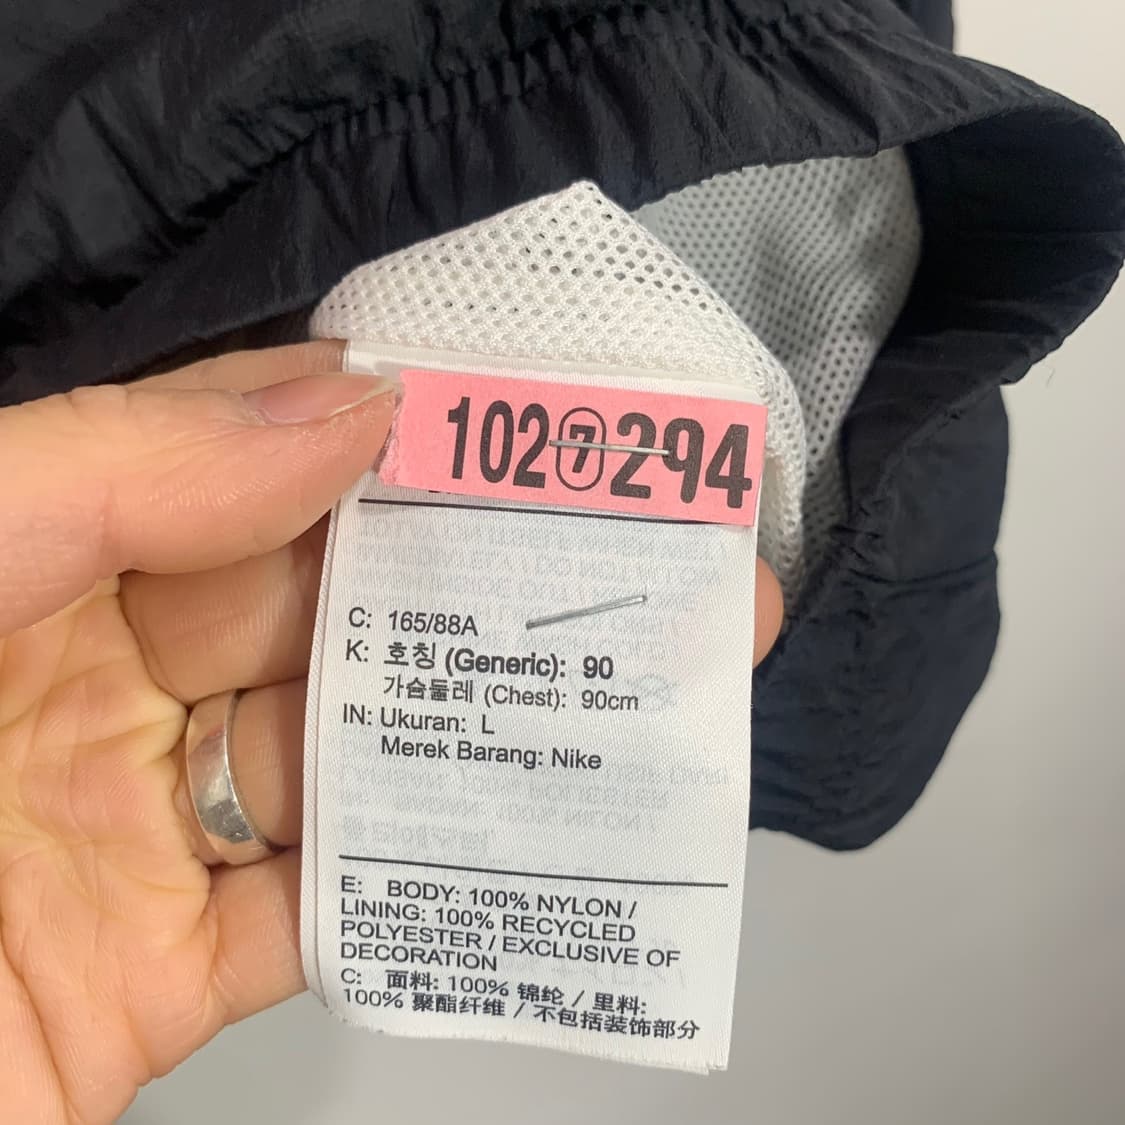 102⑦294
C: 165/88A
K: 호칭 (Generic): 90
가슴둘레 (Chest): 90cm
IN: Ukuran: L
Merek Barang: Nike
E: BODY: 100% NYLON /
LINING: 100% RECYCLED
POLYESTER / EXCLUSIVE OF
DECORATION
C: 面料: 100% 锦纶 / 里料:
100% 聚酯纤维 / 不包括装饰部分